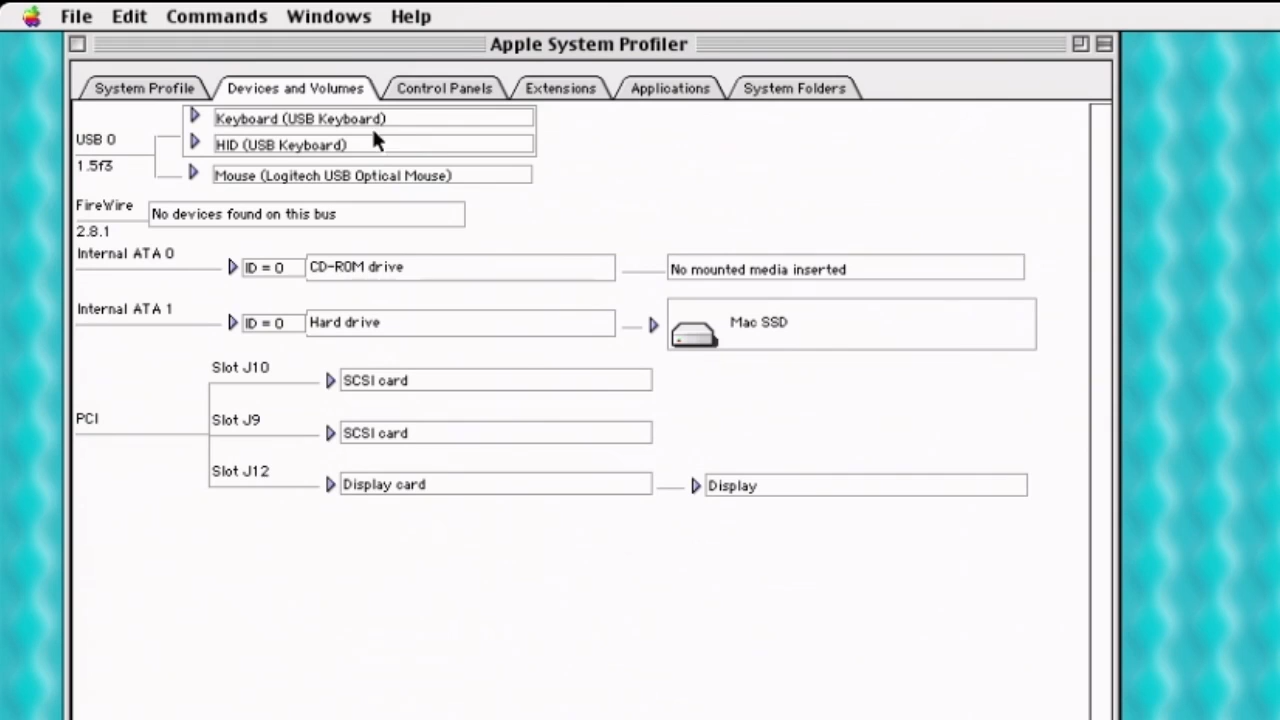 File Edit Commands Windows Help
Apple System Profiler
System Profile Devices and Volumes Control Panels Extensions Applications System Folders
Keyboard (USB Keyboard)
USB 0
HID (USB Keyboard)
1.5f3
Mouse (Logitech USB Optical Mouse)
FireWire
No devices found on this bus
2.8.1
Internal ATA 0
ID = 0 CD-ROM drive No mounted media inserted
Internal ATA 1
ID = 0 Hard drive Mac SSD
Slot J10
SCSI card
PCI
Slot J9
SCSI card
Slot J12
Display card Display